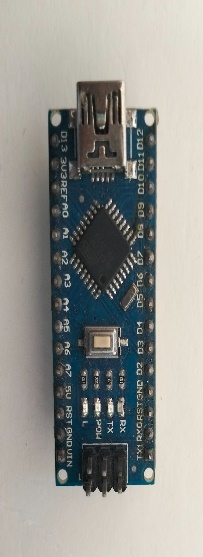 D13 3V3 REF A0 A1 A2 A3 A4 A5 A6 A7 5V RST GND VIN
D12 D11 D10 D9 D8 D7 D6 D5 D4 D3 D2 GND RST RX0 TX1
L POW TX RX